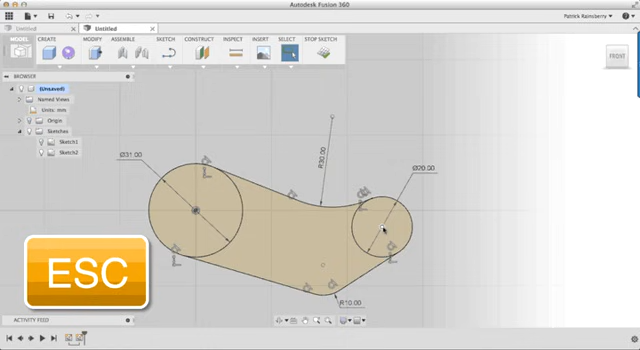 Autodesk Fusion 360
Patrick Rainsberry
Untitled
Untitled
MODEL
CREATE
MODIFY
ASSEMBLE
SKETCH
CONSTRUCT
INSPECT
INSERT
SELECT
STOP SKETCH
FRONT
BROWSER
(Unsaved)
Named Views
Units: mm
Origin
Sketches
Sketch1
Sketch2
Ø31.00
R30.00
Ø20.00
R10.00
ESC
ACTIVITY FEED